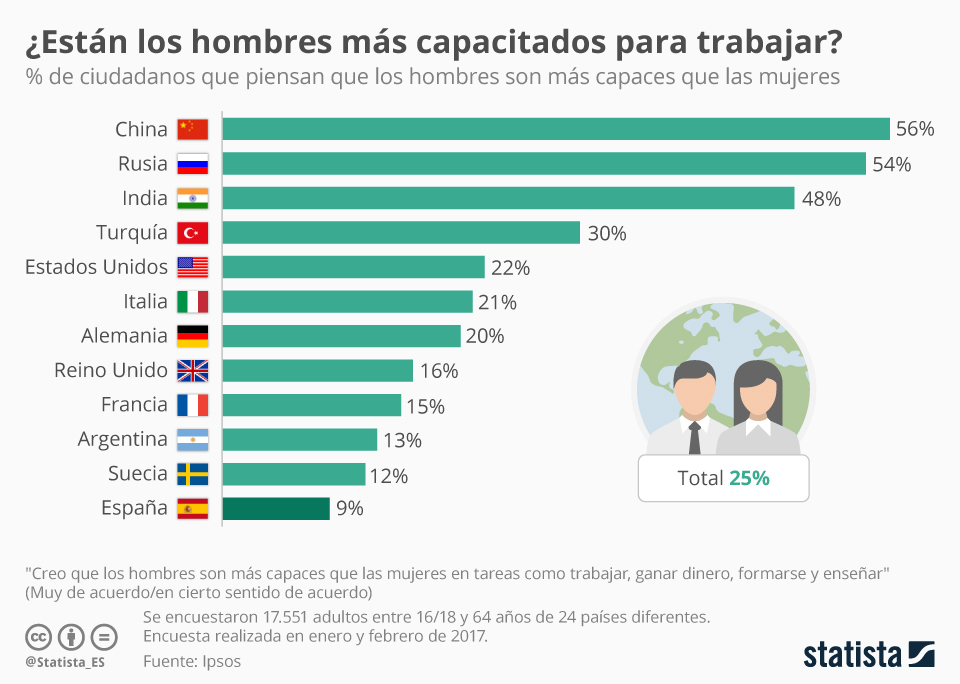 ¿Están los hombres más capacitados para trabajar?
% de ciudadanos que piensan que los hombres son más capaces que las mujeres
China 56%
Rusia 54%
India 48%
Turquía 30%
Estados Unidos 22%
Italia 21%
Alemania 20%
Reino Unido 16%
Francia 15%
Argentina 13%
Suecia 12%
España 9%
Total 25%
"Creo que los hombres son más capaces que las mujeres en tareas como trabajar, ganar dinero, formarse y enseñar"
(Muy de acuerdo/en cierto sentido de acuerdo)
Se encuestaron 17.551 adultos entre 16/18 y 64 años de 24 países diferentes.
Encuesta realizada en enero y febrero de 2017.
cc
@Statista_ES
Fuente: Ipsos
statista